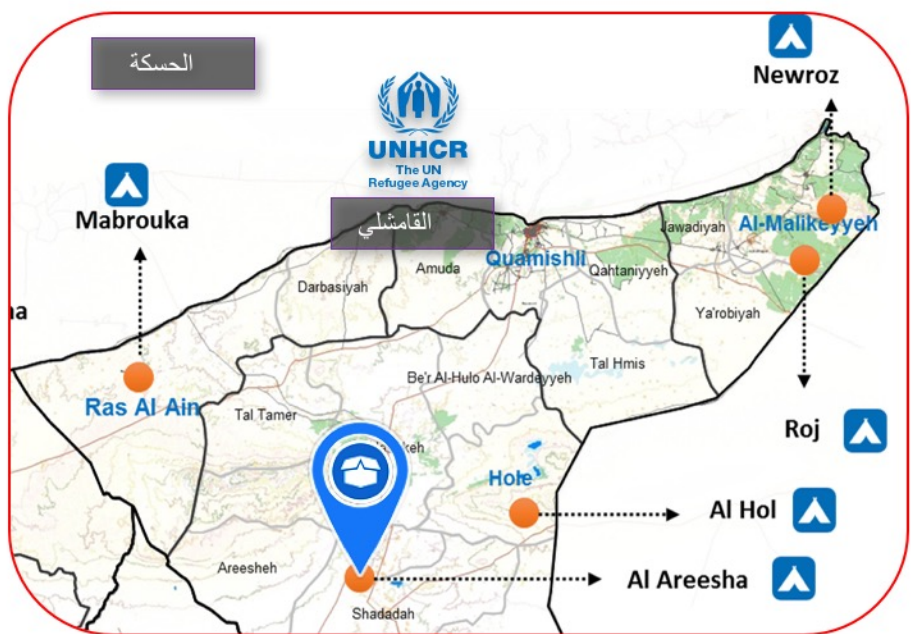 الحسكة
Newroz
UNHCR
The UN
Refugee Agency
Mabrouka
القامشلي
Jawadiyah
Al-Malikeyyeh
Quamishli
Amuda
Qahtaniyyeh
Darbasiyah
Ya'robiyah
Tal Hmis
Be'r Al-Hulo Al-Wardeyyeh
Ras Al Ain
Tal Tamer
Roj
Hole
Al Hol
Areesheh
Al Areesha
Shadadah